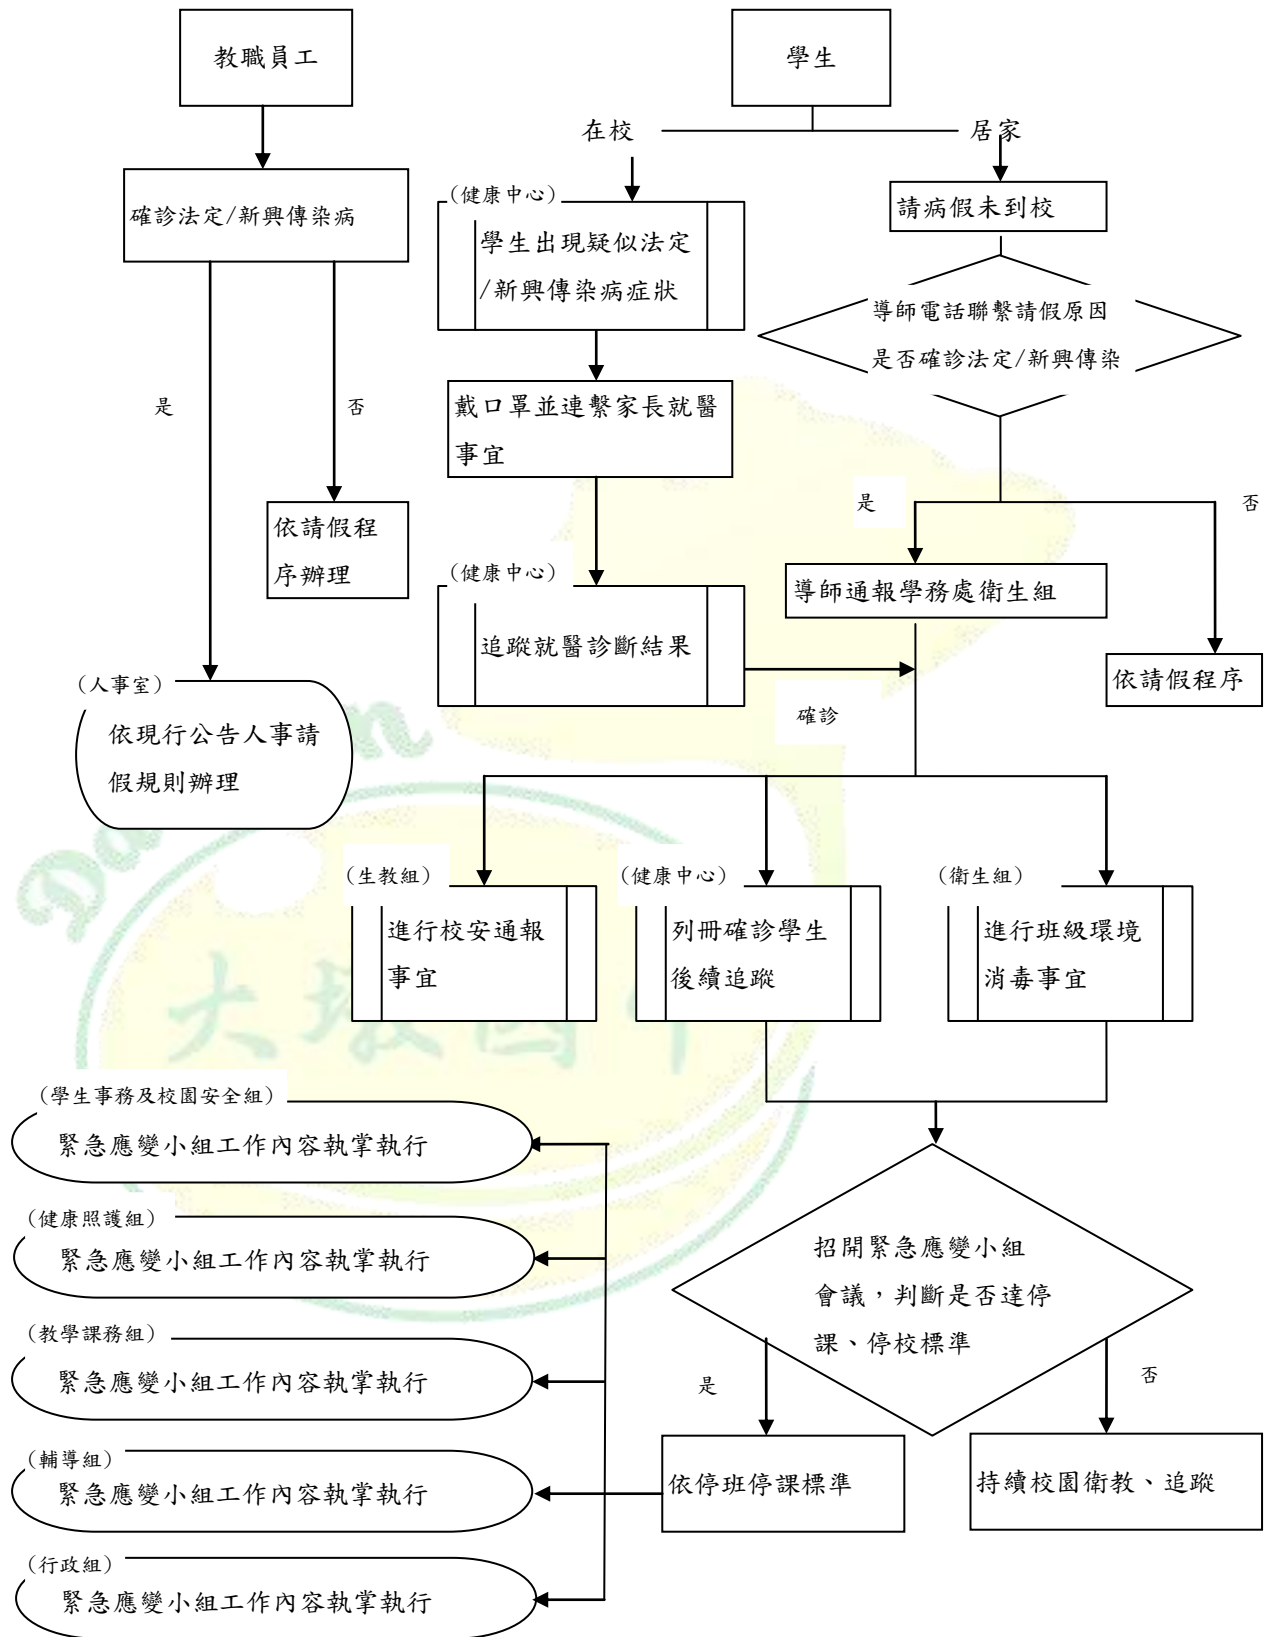 教職員工
學生
在校
居家
確診法定/新興傳染病
(健康中心)
學生出現疑似法定
/新興傳染病症狀
請病假未到校
導師電話聯繫請假原因
是否確診法定/新興傳染
是
否
戴口罩並連繫家長就醫
事宜
是
否
依請假程
序辦理
(健康中心)
追蹤就醫診斷結果
導師通報學務處衛生組
依請假程序
確診
(人事室)
依現行公告人事請
假規則辦理
(生教組)
進行校安通報
事宜
(健康中心)
列冊確診學生
後續追蹤
(衛生組)
進行班級環境
消毒事宜
大墩國中
(學生事務及校園安全組)
緊急應變小組工作內容執掌執行
(健康照護組)
緊急應變小組工作內容執掌執行
(教學課務組)
緊急應變小組工作內容執掌執行
(輔導組)
緊急應變小組工作內容執掌執行
(行政組)
緊急應變小組工作內容執掌執行
招開緊急應變小組
會議，判斷是否達停
課、停校標準
是
否
依停班停課標準
持續校園衛教、追蹤